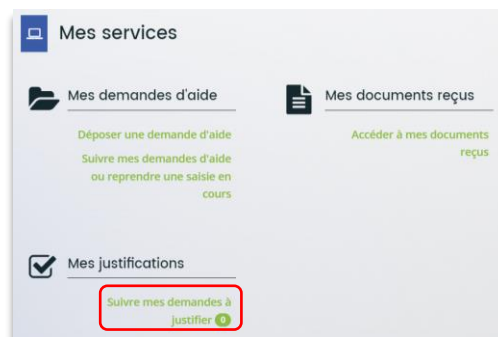 Mes services
Mes demandes d'aide
Déposer une demande d'aide
Suivre mes demandes d'aide
ou reprendre une saisie en
cours
Mes documents reçus
Accéder à mes documents
reçus
Mes justifications
Suivre mes demandes à
justifier 0